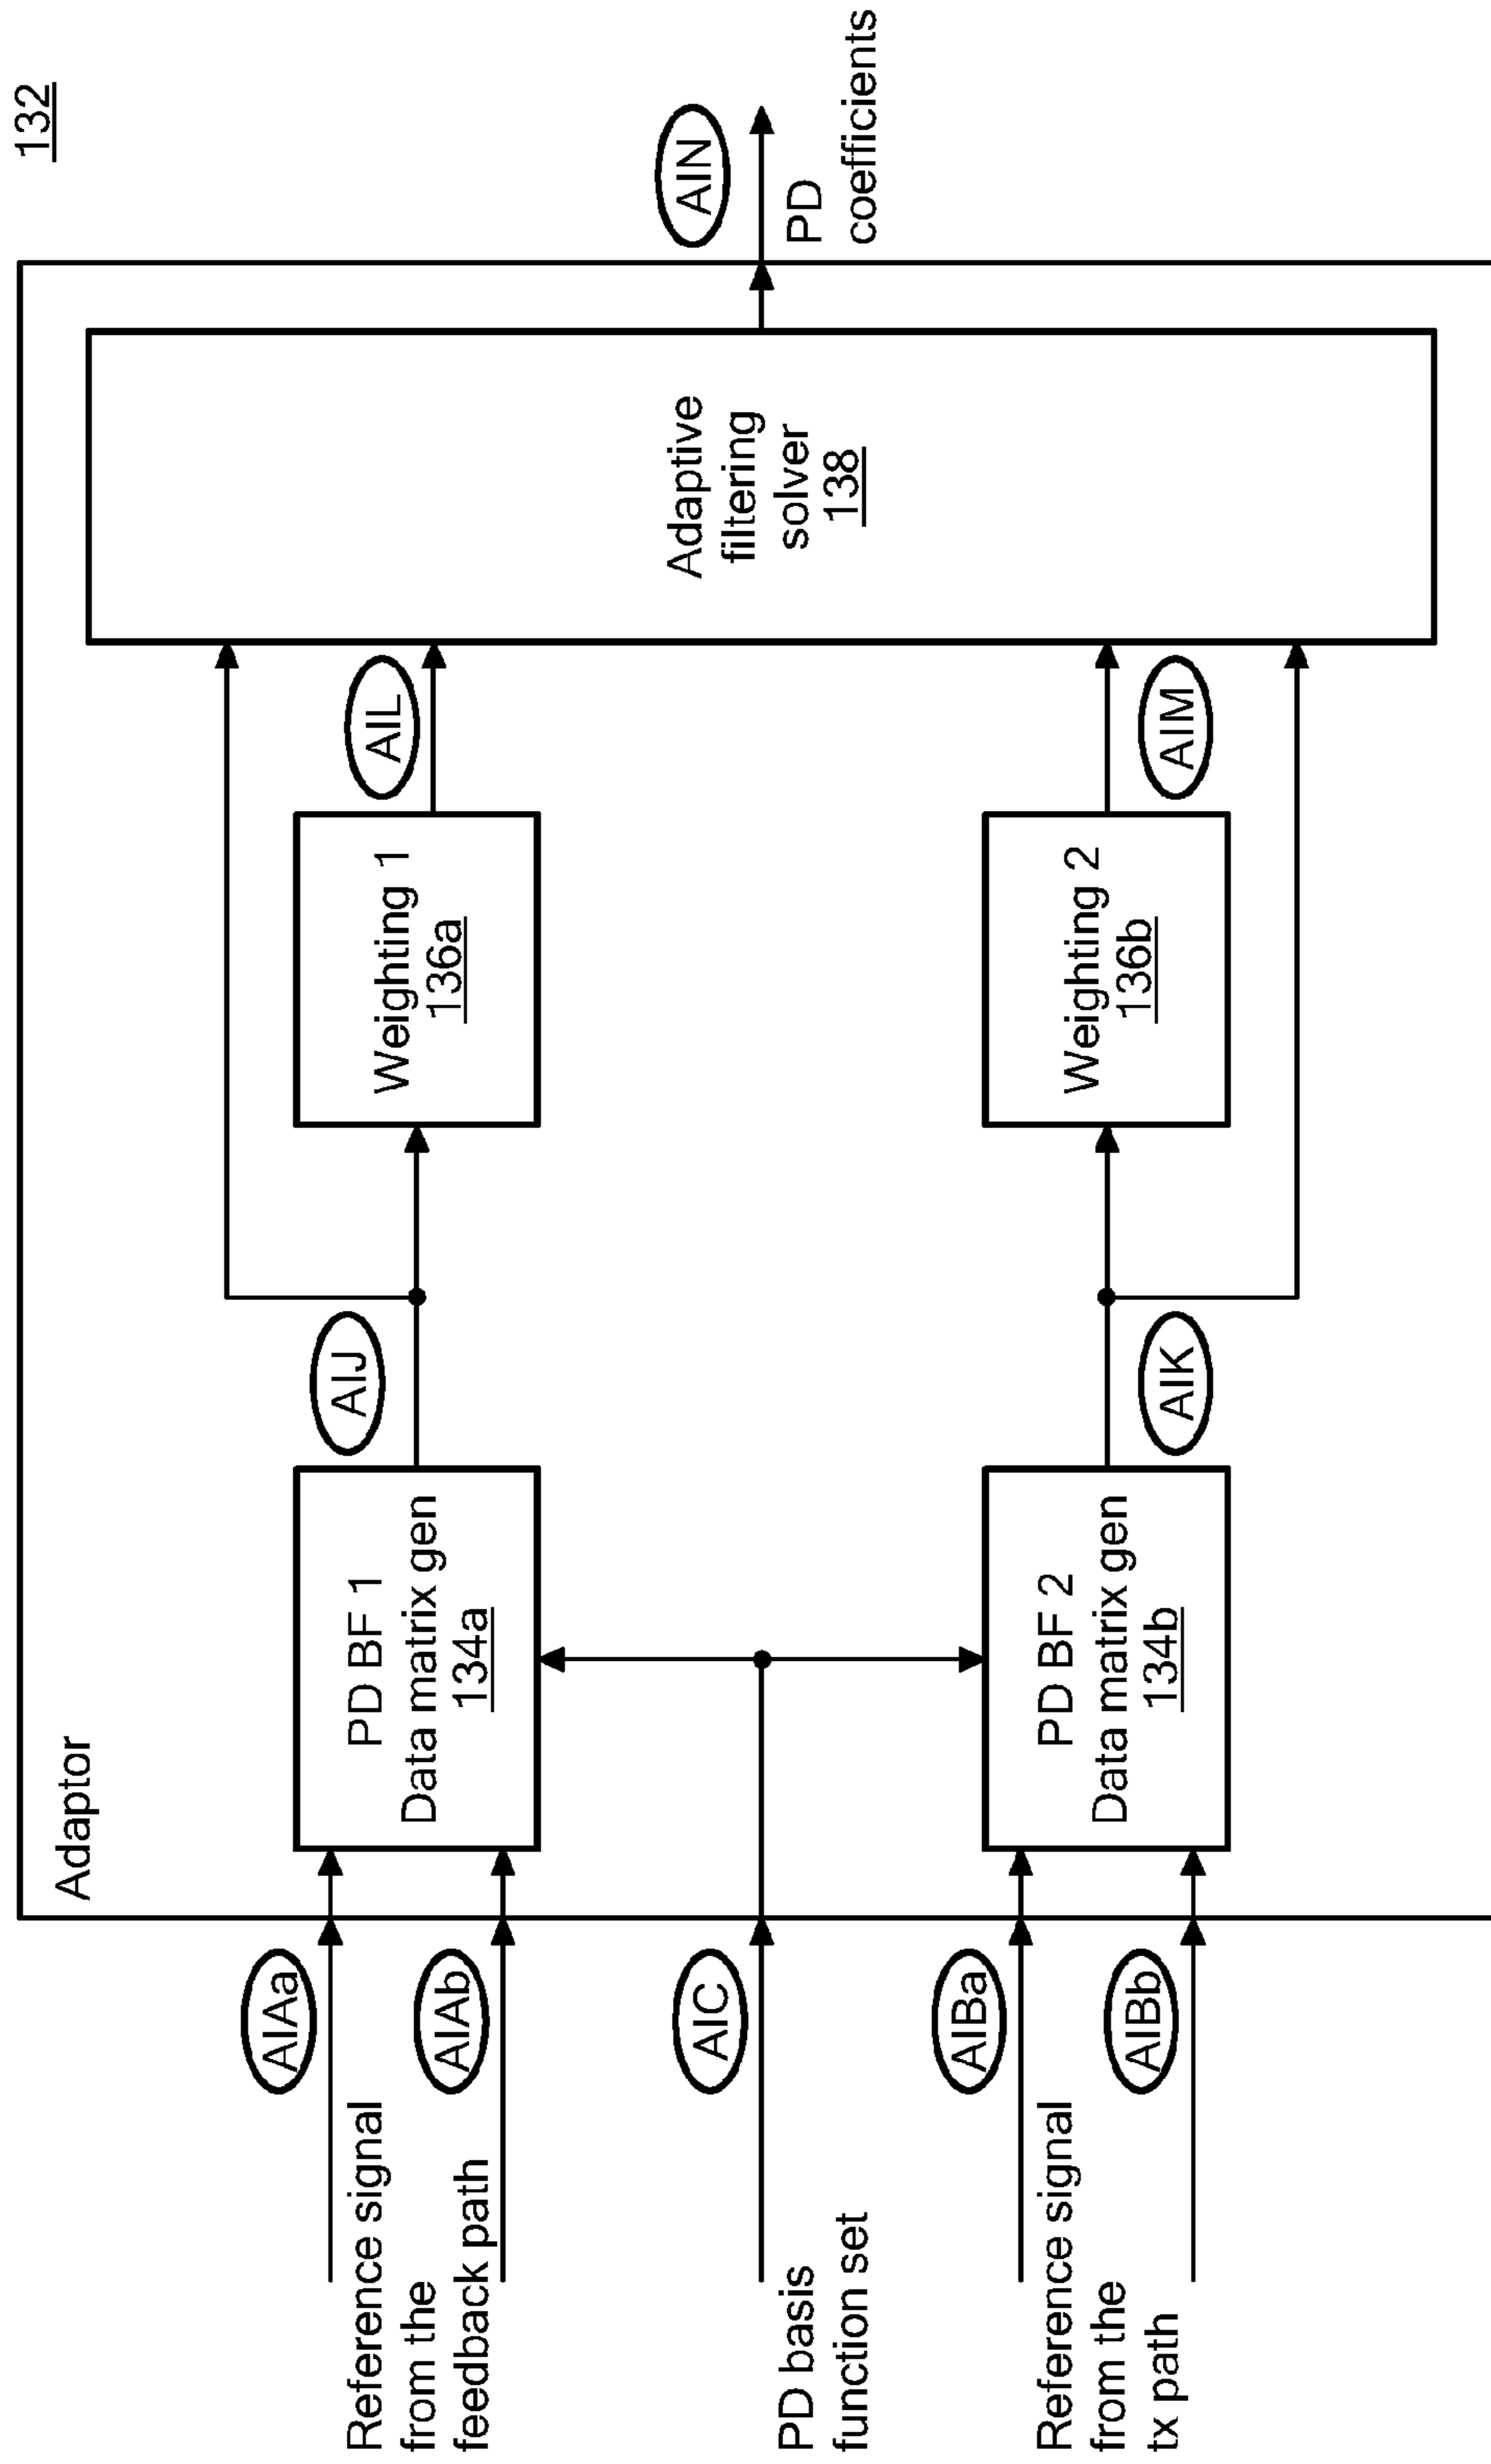 132
Adaptor
AIAa
Reference signal
from the
feedback path
AIAb
AIC
PD basis
function set
AIBa
Reference signal
from the
tx path
AIBb
PD BF 1
Data matrix gen
134a
PD BF 2
Data matrix gen
134b
AIJ
AIK
Weighting 1
136a
Weighting 2
136b
AIL
AIM
Adaptive
filtering
solver
138
AIN
PD
coefficients